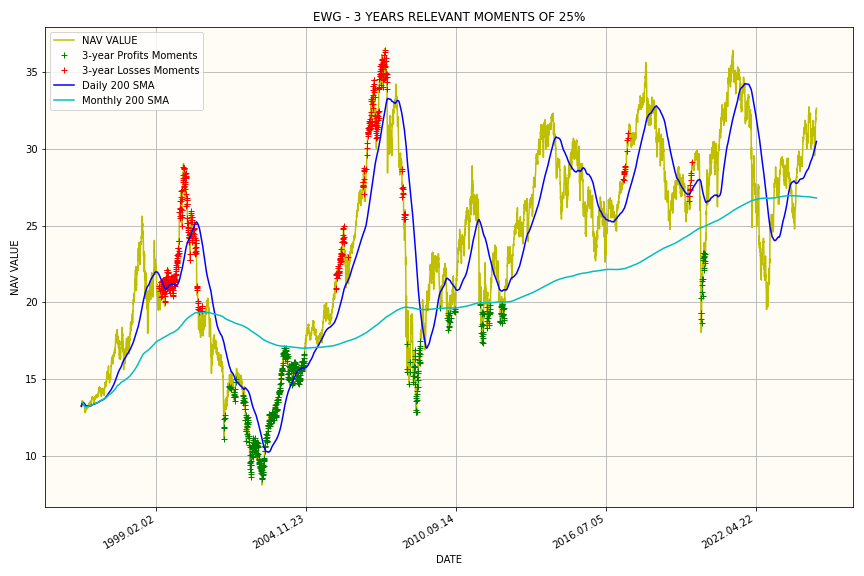 EWG - 3 YEARS RELEVANT MOMENTS OF 25%
NAV VALUE
3-year Profits Moments
3-year Losses Moments
Daily 200 SMA
Monthly 200 SMA
NAV VALUE
35
30
25
20
15
10
1999.02.02
2004.11.23
2010.09.14
2016.07.05
2022.04.22
DATE